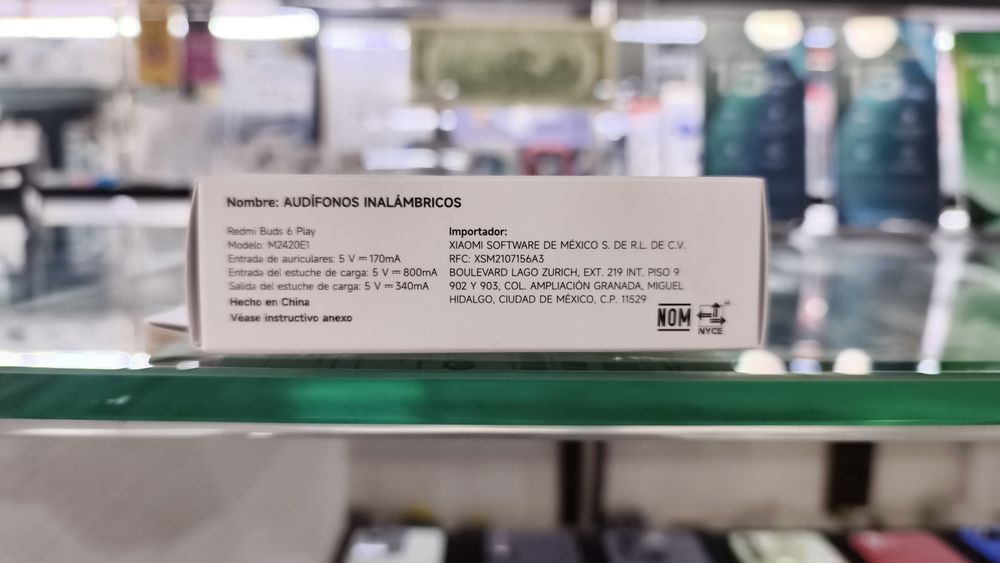 Nombre: AUDÍFONOS INALÁMBRICOS
Redmi Buds 6 Play
Modelo: M2420E1
Entrada de auriculares: 5 V ⎓ 170mA
Entrada del estuche de carga: 5 V ⎓ 800mA
Salida del estuche de carga: 5 V ⎓ 340mA
Hecho en China
Véase instructivo anexo
Importador:
XIAOMI SOFTWARE DE MÉXICO S. DE R.L. DE C.V.
RFC: XSM2107156A3
BOULEVARD LAGO ZURICH, EXT. 219 INT. PISO 9
902 Y 903, COL. AMPLIACIÓN GRANADA, MIGUEL
HIDALGO, CIUDAD DE MÉXICO, C.P. 11529
NOM
NYCE
15
15